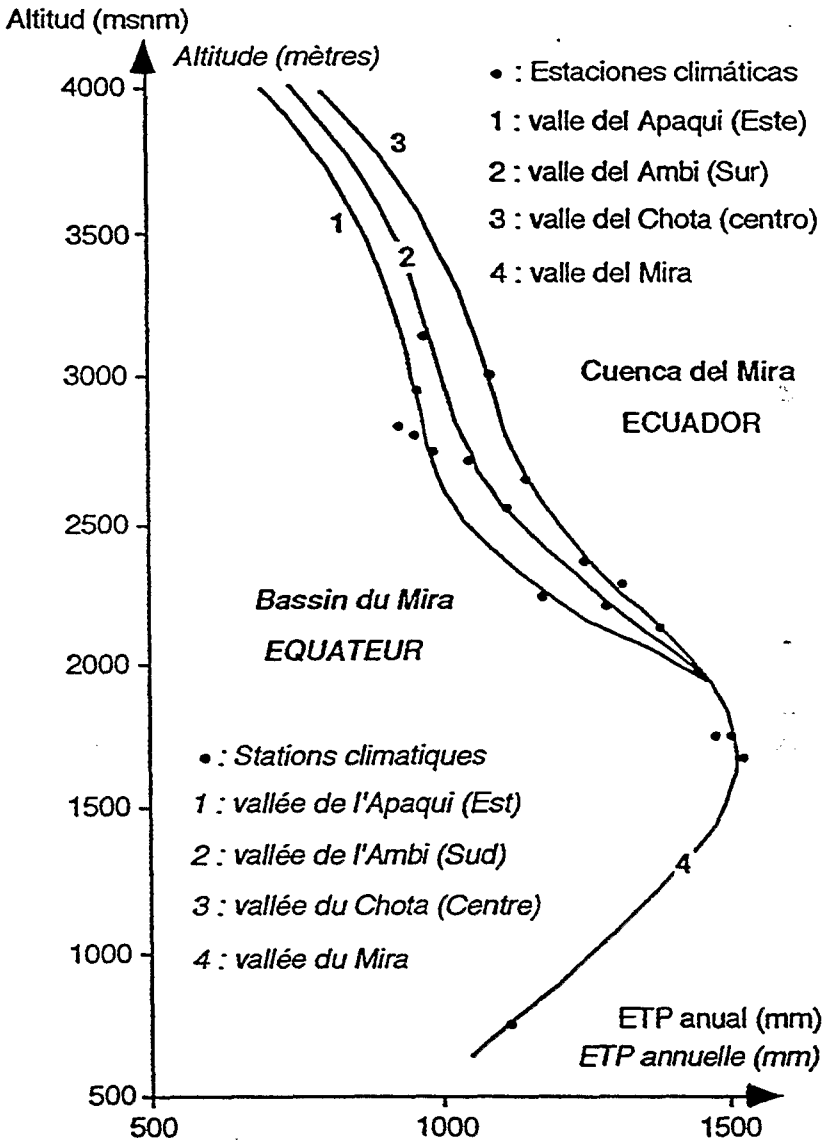 Altitud (msnm)
Altitude (mètres)
4000
3500
3000
2500
2000
1500
1000
500
500
1000
1500
• : Estaciones climáticas
1 : valle del Apaqui (Este)
2 : valle del Ambi (Sur)
3 : valle del Chota (centro)
4 : valle del Mira
3
1
2
4
Cuenca del Mira
ECUADOR
Bassin du Mira
EQUATEUR
• : Stations climatiques
1 : vallée de l'Apaqui (Est)
2 : vallée de l'Ambi (Sud)
3 : vallée du Chota (Centre)
4 : vallée du Mira
ETP anual (mm)
ETP annuelle (mm)